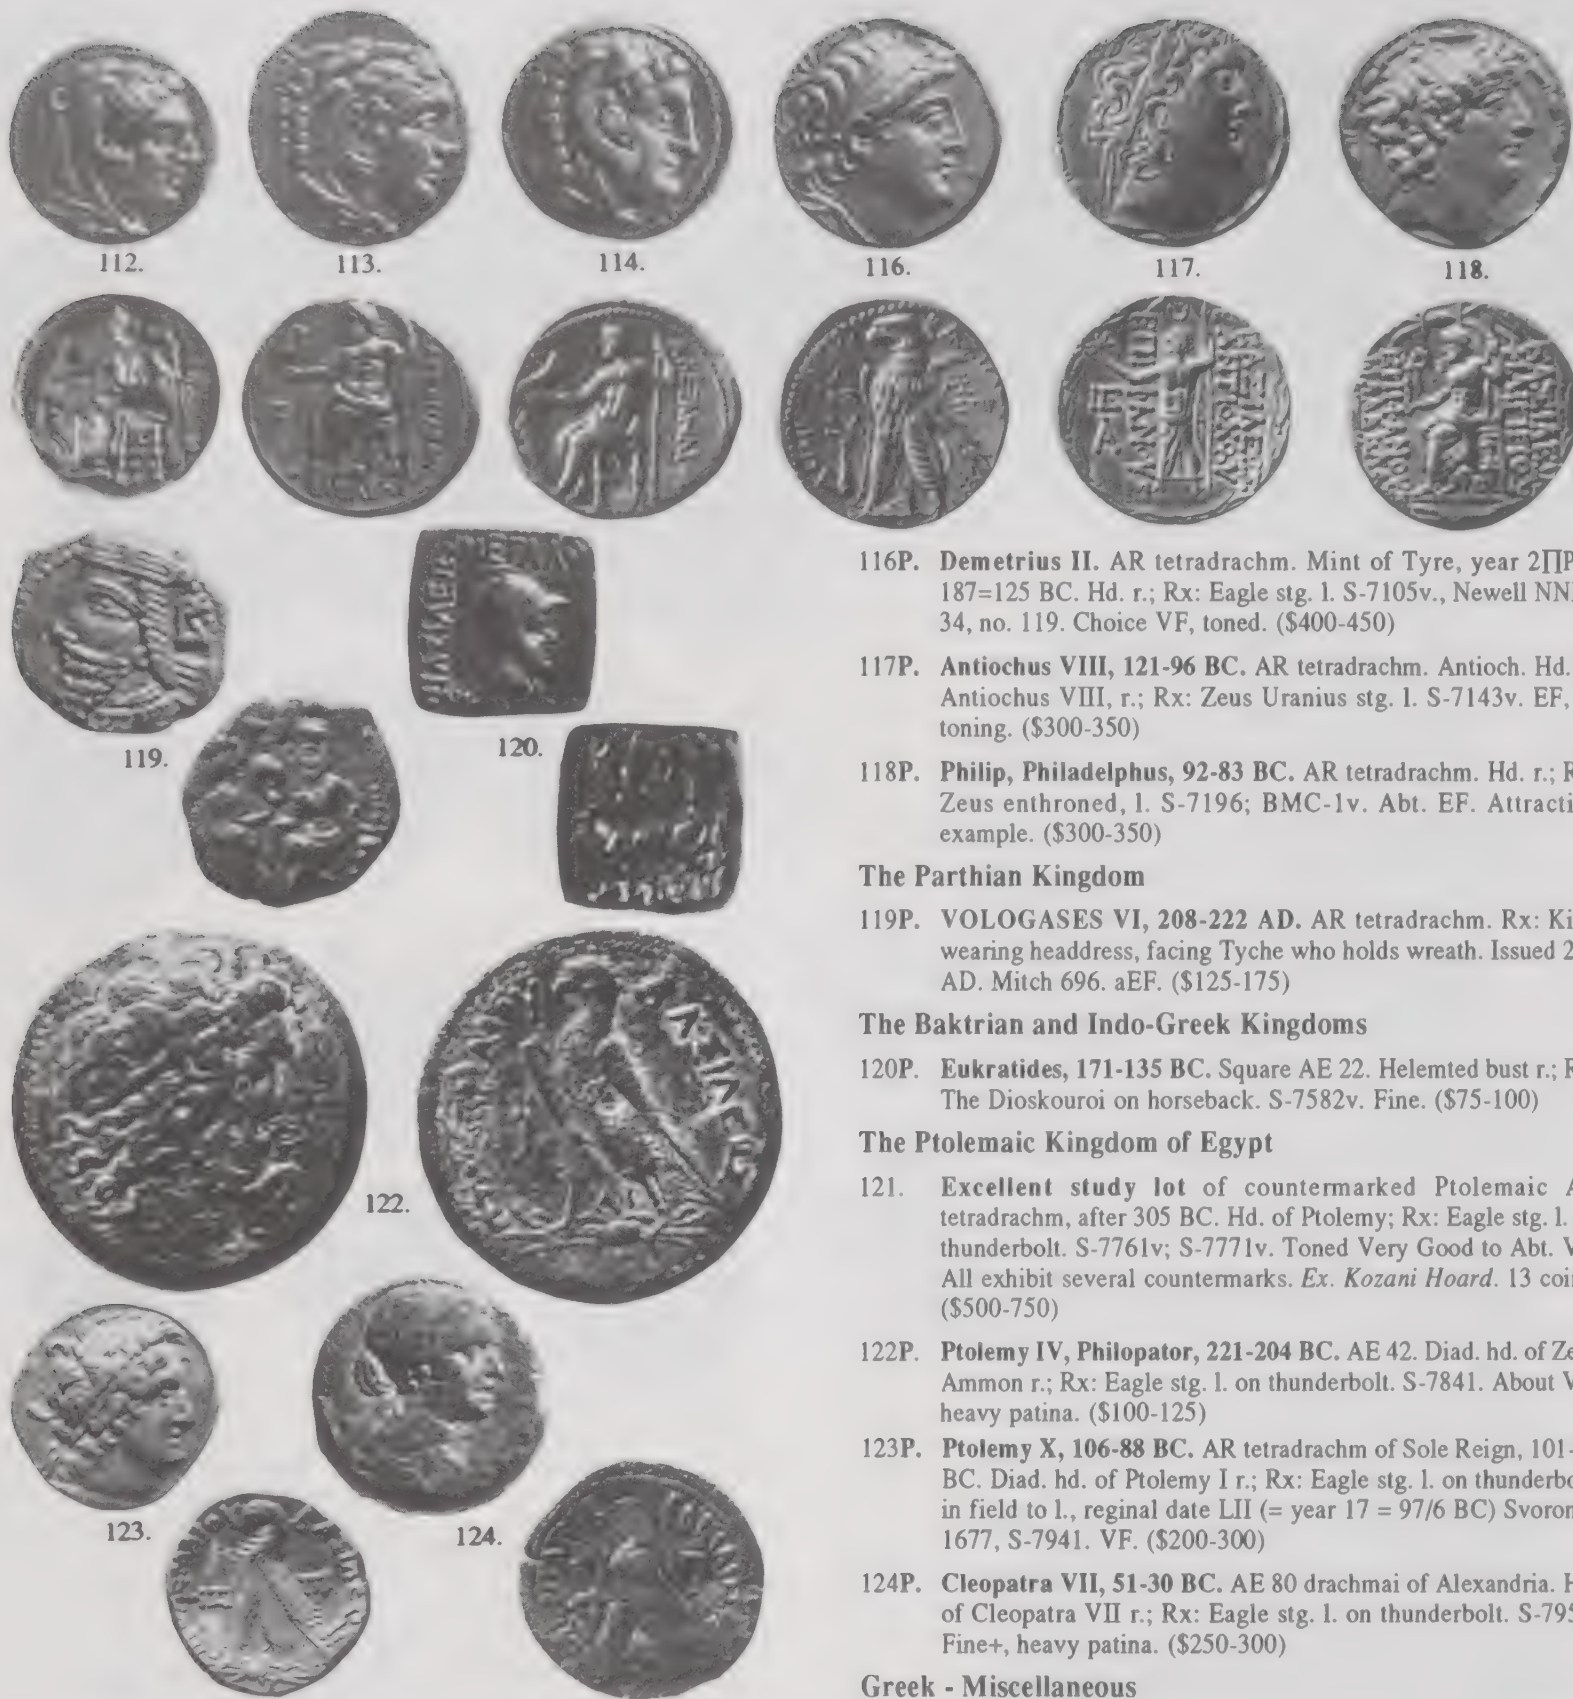 112.
113.
114.
116.
117.
118.
119.
120.
122.
123.
124.
116P. Demetrius II. AR tetradrachm. Mint of Tyre, year 2ΠP
187=125 BC. Hd. r.; Rx: Eagle stg. l. S-7105v., Newell NN
34, no. 119. Choice VF, toned. ($400-450)
117P. Antiochus VIII, 121-96 BC. AR tetradrachm. Antioch. Hd.
Antiochus VIII, r.; Rx: Zeus Uranius stg. l. S-7143v. EF,
toning. ($300-350)
118P. Philip, Philadelphus, 92-83 BC. AR tetradrachm. Hd. r.;
Zeus enthroned, l. S-7196; BMC-1v. Abt. EF. Attracti
example. ($300-350)
The Parthian Kingdom
119P. VOLOGASES VI, 208-222 AD. AR tetradrachm. Rx: Ki
wearing headdress, facing Tyche who holds wreath. Issued 2
AD. Mitch 696. aEF. ($125-175)
The Baktrian and Indo-Greek Kingdoms
120P. Eukratides, 171-135 BC. Square AE 22. Helemted bust r.;
The Dioskouroi on horseback. S-7582v. Fine. ($75-100)
The Ptolemaic Kingdom of Egypt
121. Excellent study lot of countermarked Ptolemaic A
tetradrachm, after 305 BC. Hd. of Ptolemy; Rx: Eagle stg. l.
thunderbolt. S-7761v; S-7771v. Toned Very Good to Abt. V
All exhibit several countermarks. Ex. Kozani Hoard. 13 coi
($500-750)
122P. Ptolemy IV, Philopator, 221-204 BC. AE 42. Diad. hd. of Ze
Ammon r.; Rx: Eagle stg. l. on thunderbolt. S-7841. About V
heavy patina. ($100-125)
123P. Ptolemy X, 106-88 BC. AR tetradrachm of Sole Reign, 101-
BC. Diad. hd. of Ptolemy I r.; Rx: Eagle stg. l. on thunderbo
in field to l., reginal date LII (= year 17 = 97/6 BC) Svoron
1677, S-7941. VF. ($200-300)
124P. Cleopatra VII, 51-30 BC. AE 80 drachmai of Alexandria. H
of Cleopatra VII r.; Rx: Eagle stg. l. on thunderbolt. S-795
Fine+, heavy patina. ($250-300)
Greek - Miscellaneous